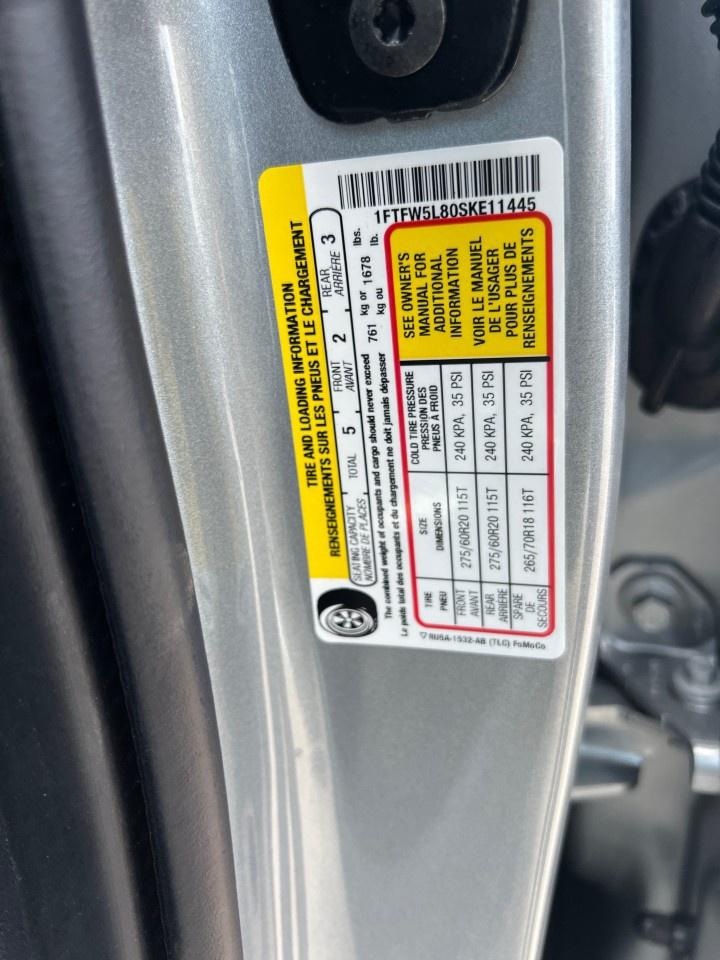 TIRE AND LOADING INFORMATION
RENSEIGNEMENTS SUR LES PNEUS ET LE CHARGEMENT
SEATING CAPACITY TOTAL 5 FRONT 2 REAR 3
NOMBRE DE PLACES AVANT ARRIÈRE
The combined weight of occupants and cargo should never exceed 761 kg or 1678 lbs.
Le poids total des occupants et du chargement ne doit jamais dépasser kg ou lb.
TIRE SIZE COLD TIRE PRESSURE
PNEU DIMENSIONS PRESSION DES PNEUS À FROID
FRONT AVANT 275/60R20 115T 240 KPA, 35 PSI
REAR ARRIÈRE 275/60R20 115T 240 KPA, 35 PSI
SPARE DE SECOURS 265/70R18 116T 240 KPA, 35 PSI
SEE OWNER'S
MANUAL FOR
ADDITIONAL
INFORMATION
VOIR LE MANUEL
DE L'USAGER
POUR PLUS DE
RENSEIGNEMENTS
1FTFW5L80SKE11445
RU5A-1532-AB (TLC) FoMoCo